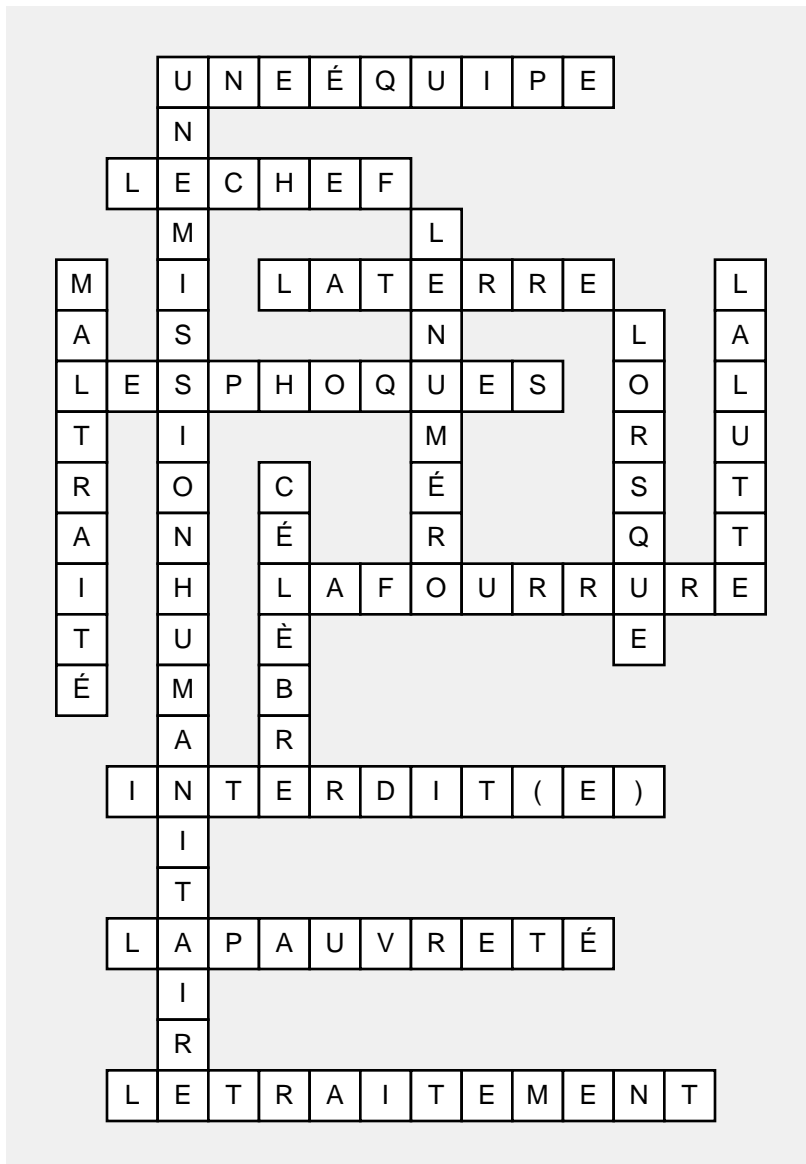 UNEÉQUIPE
N
LECHEF
M L
M I LATERRE L
A S N L A
LESPHOQUES O L
T I M R U
R O C É S T
A N É R Q T
I H LAFOURRURE
T U È E
É M B
A R
INTERDIT(E)
I
T
LAPAUVRETÉ
I
R
LETRAITEMENT